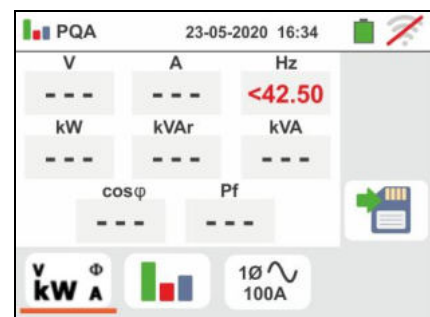 PQA 23-05-2020 16:34
V A Hz
--- --- <42.50
kW kVAr kVA
--- --- ---
cosφ Pf
--- ---
V Φ 1Ø
kW A 100A